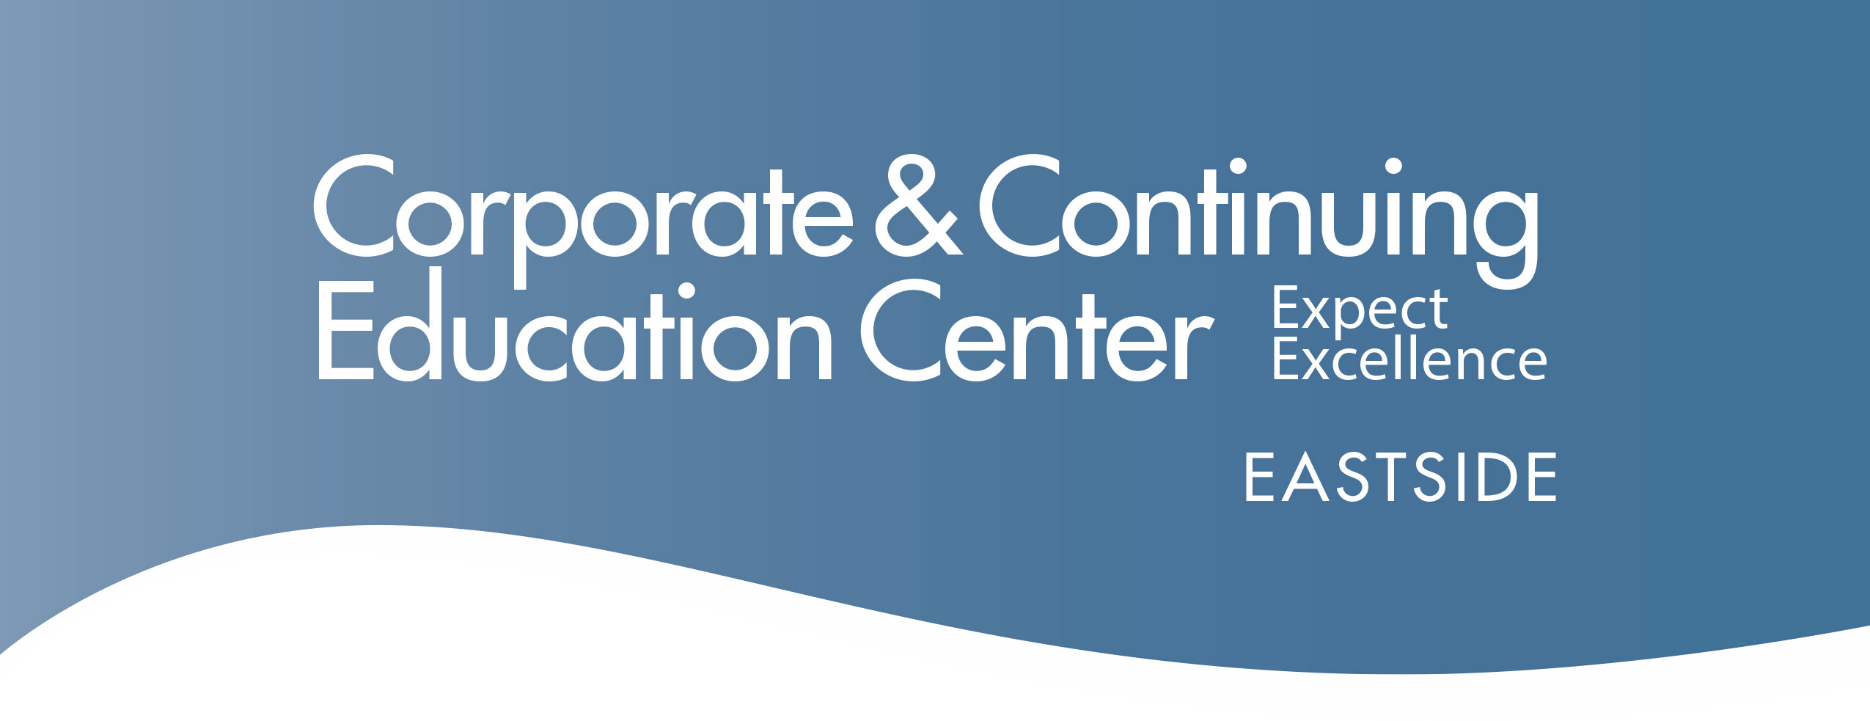 Corporate & Continuing
Education Center
Expect
Excellence
EASTSIDE